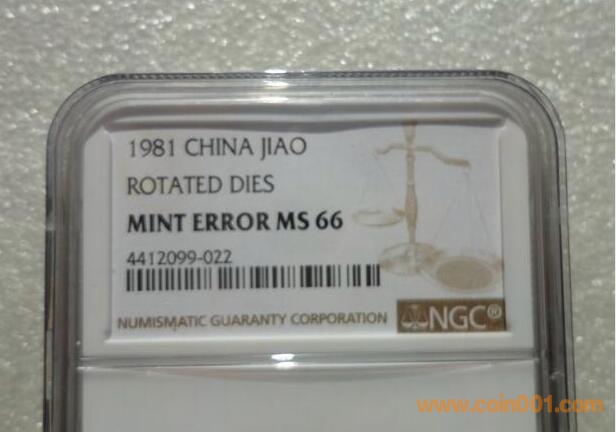 1981 CHINA JIAO
ROTATED DIES
MINT ERROR MS 66
4412099-022
NUMISMATIC GUARANTY CORPORATION NGC®
www.coin001.com